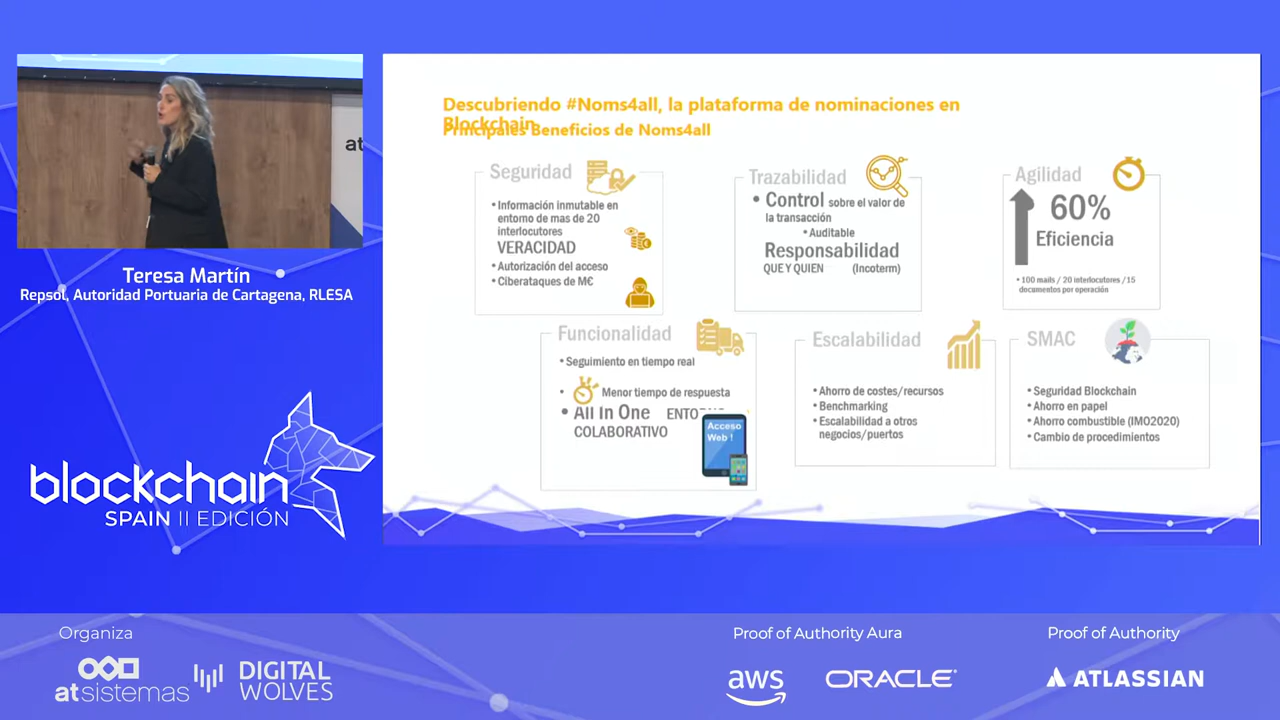 at
Teresa Martín
Repsol, Autoridad Portuaria de Cartagena, RLESA
blockchain
SPAIN II EDICIÓN
Descubriendo #Noms4all, la plataforma de nominaciones en
Blockchain
Principales Beneficios de Noms4all
Seguridad
• Información inmutable en
entorno de mas de 20
interlocutores
VERACIDAD
• Autorización del acceso
• Ciberataques de M€
Trazabilidad
• Control sobre el valor de
la transacción
• Auditable
Responsabilidad
QUE Y QUIEN (Incoterm)
Agilidad
60%
Eficiencia
• 100 mails / 20 interlocutores /15
documentos por operación
Funcionalidad
• Seguimiento en tiempo real
• Menor tiempo de respuesta
• All In One
COLABORATIVO
Acceso
Web !
Escalabilidad
• Ahorro de costes/recursos
• Benchmarking
• Escalabilidad a otros
negocios/puertos
SMAC
• Seguridad Blockchain
• Ahorro en papel
• Ahorro combustible (IMO2020)
• Cambio de procedimientos
Organiza
atsistemas
DIGITAL
WOLVES
Proof of Authority Aura
aws
ORACLE
Proof of Authority
ATLASSIAN